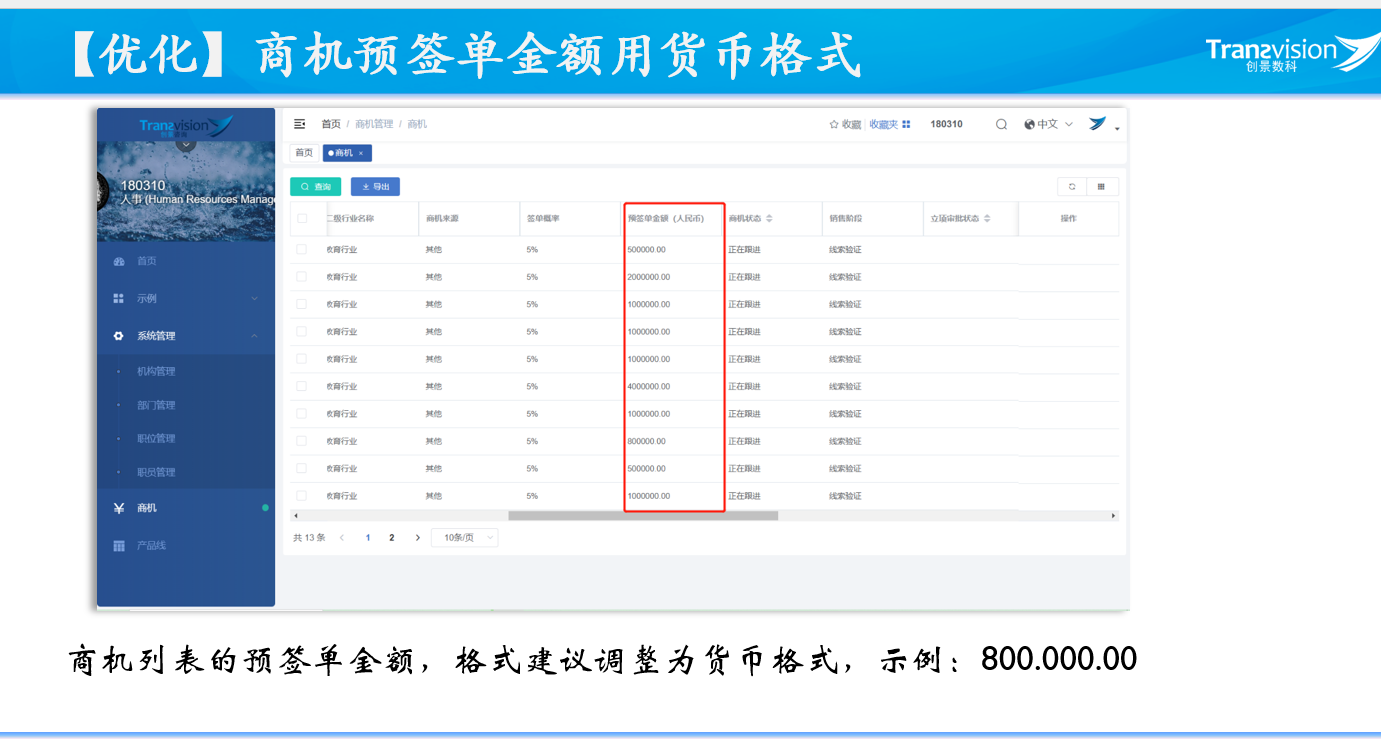 【优化】商机预签单金额用货币格式
Tranzvision
创景数科
Tranzvision
180310
人事 (Human Resources Manag
首页
示例
系统管理
机构管理
部门管理
职位管理
职员管理
商机
产品线
首页 / 商机管理 / 商机
收藏 收藏夹 180310 中文
首页 商机 ×
查询 导出
二级行业名称 商机来源 签单概率 预签单金额（人民币） 商机状态 销售阶段 立项审批状态 操作
教育行业 其他 5% 500000.00 正在跟进 线索验证
教育行业 其他 5% 2000000.00 正在跟进 线索验证
教育行业 其他 5% 1000000.00 正在跟进 线索验证
教育行业 其他 5% 1000000.00 正在跟进 线索验证
教育行业 其他 5% 1000000.00 正在跟进 线索验证
教育行业 其他 5% 4000000.00 正在跟进 线索验证
教育行业 其他 5% 1000000.00 正在跟进 线索验证
教育行业 其他 5% 800000.00 正在跟进 线索验证
教育行业 其他 5% 500000.00 正在跟进 线索验证
教育行业 其他 5% 1000000.00 正在跟进 线索验证
共 13 条 < 1 2 > 10条/页
商机列表的预签单金额，格式建议调整为货币格式，示例：800.000.00